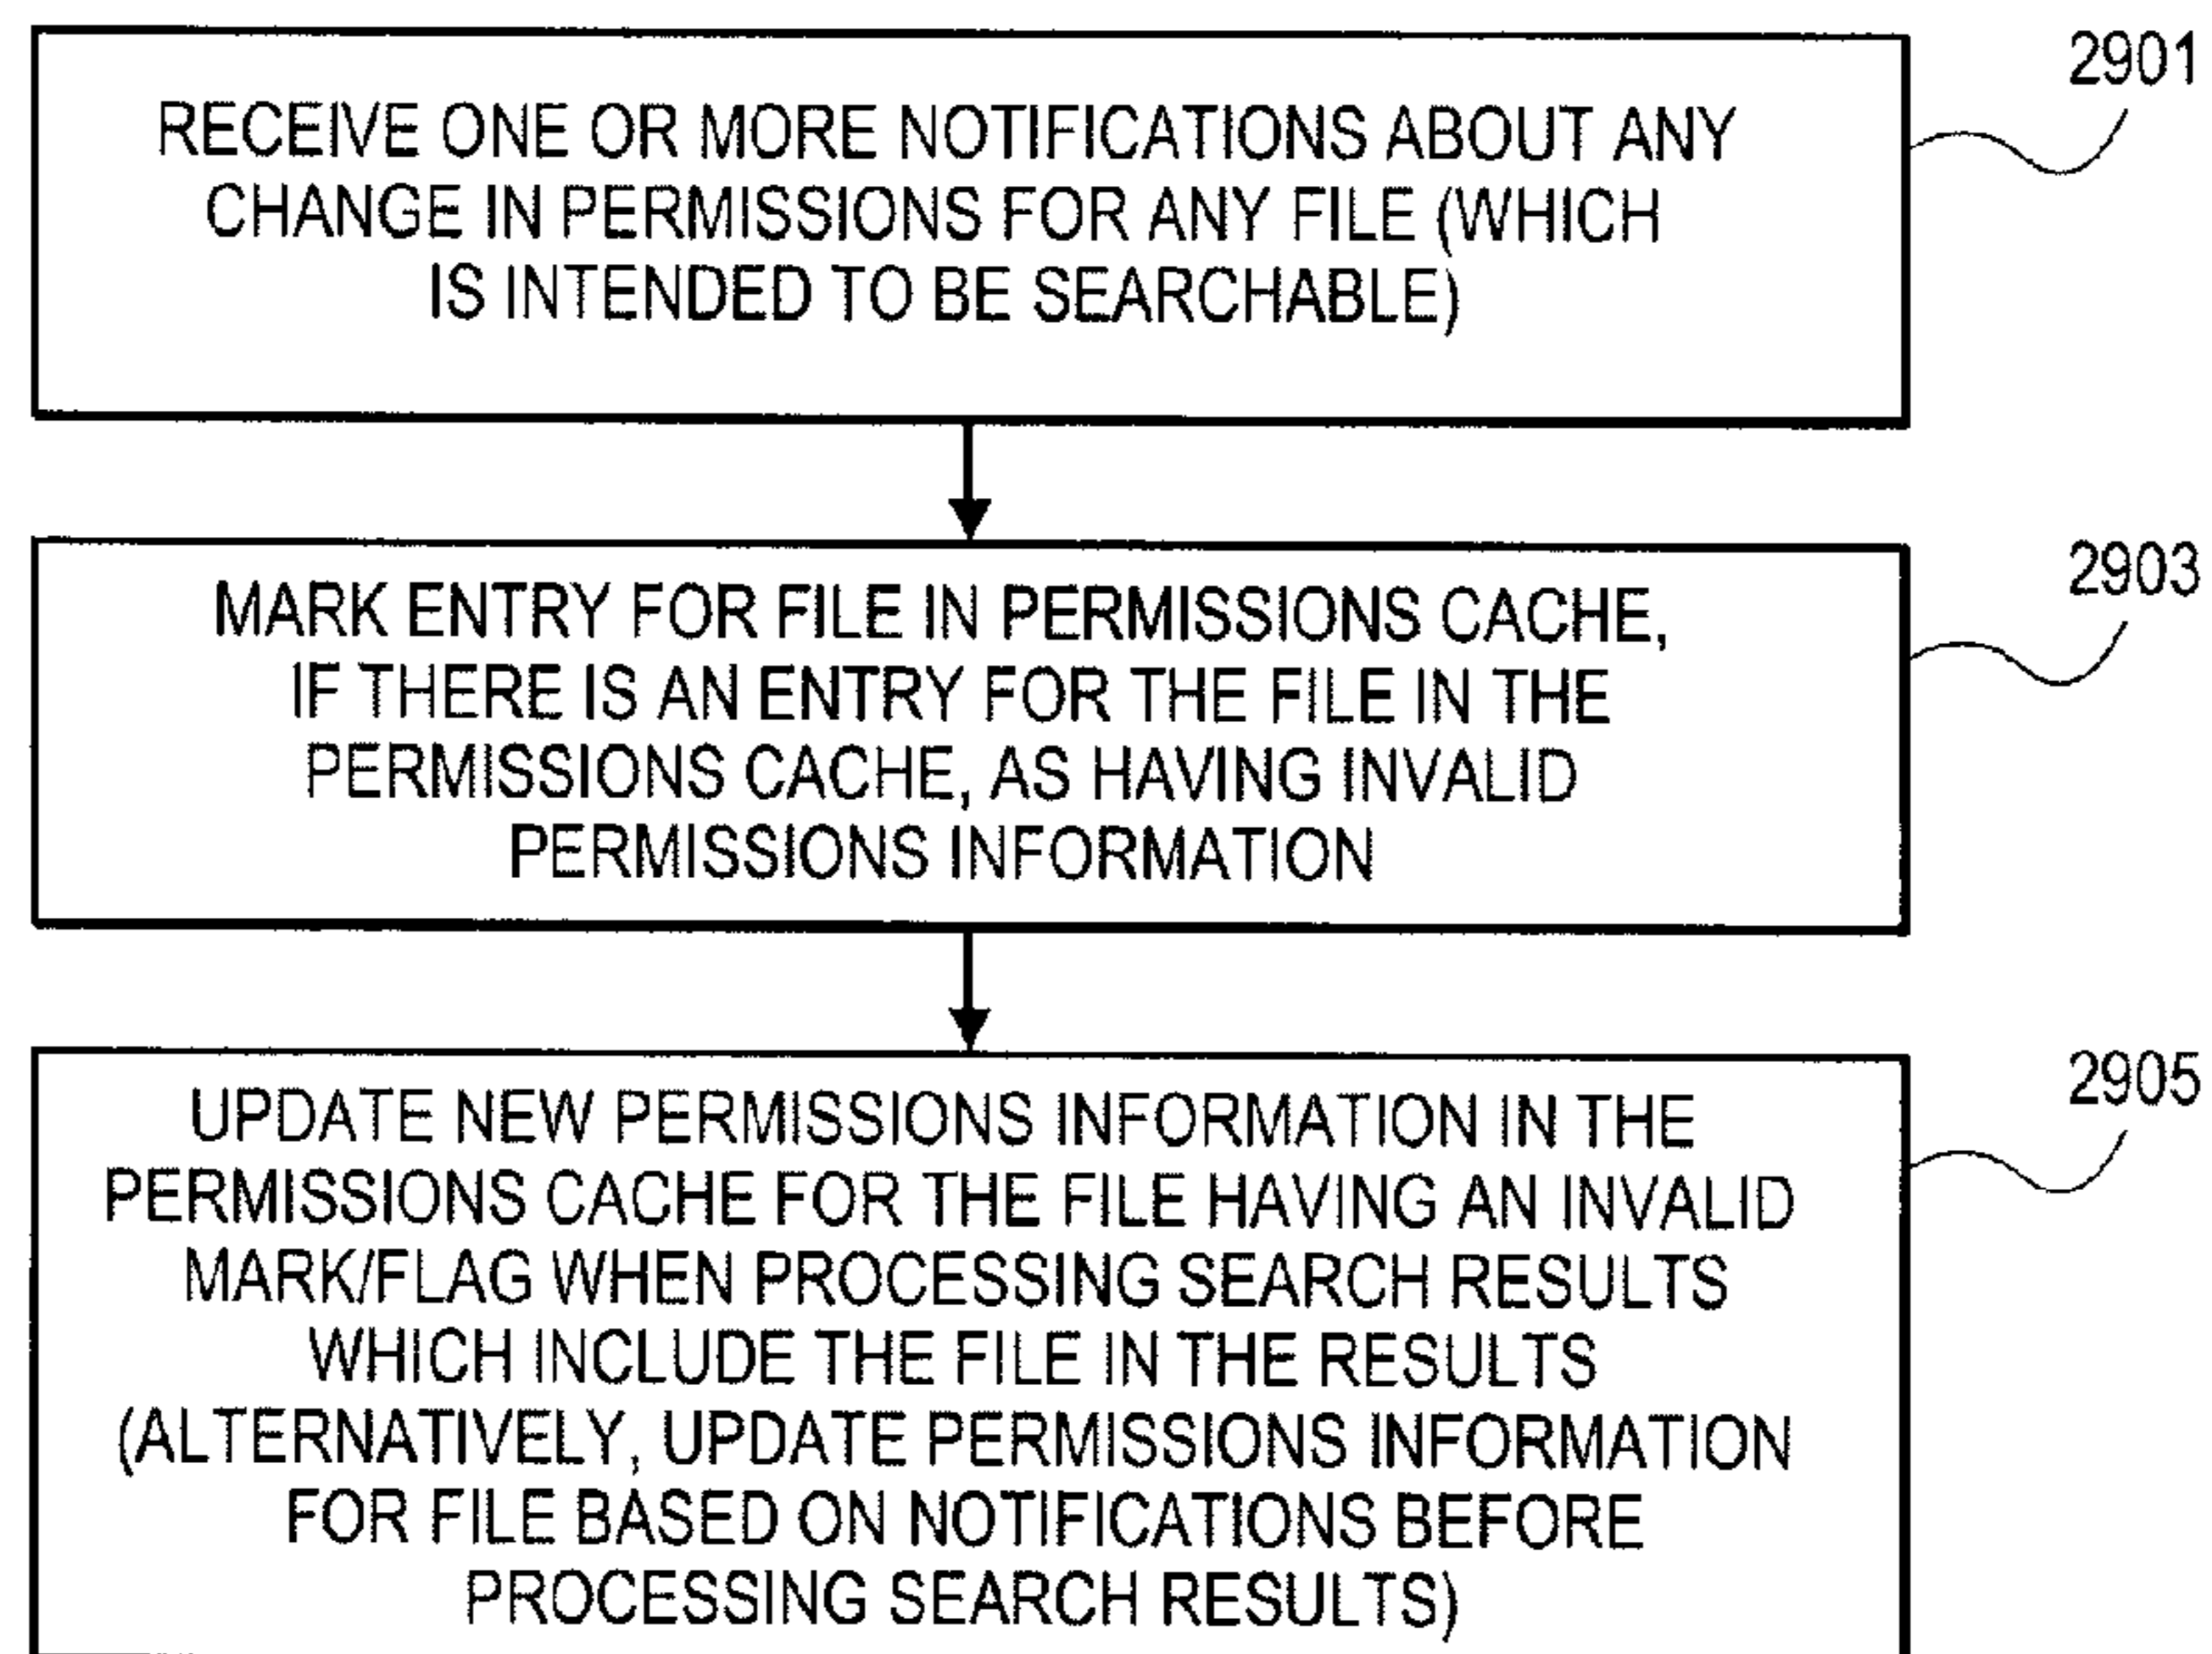 2901
RECEIVE ONE OR MORE NOTIFICATIONS ABOUT ANY
CHANGE IN PERMISSIONS FOR ANY FILE (WHICH
IS INTENDED TO BE SEARCHABLE)
2903
MARK ENTRY FOR FILE IN PERMISSIONS CACHE,
IF THERE IS AN ENTRY FOR THE FILE IN THE
PERMISSIONS CACHE, AS HAVING INVALID
PERMISSIONS INFORMATION
2905
UPDATE NEW PERMISSIONS INFORMATION IN THE
PERMISSIONS CACHE FOR THE FILE HAVING AN INVALID
MARK/FLAG WHEN PROCESSING SEARCH RESULTS
WHICH INCLUDE THE FILE IN THE RESULTS
(ALTERNATIVELY, UPDATE PERMISSIONS INFORMATION
FOR FILE BASED ON NOTIFICATIONS BEFORE
PROCESSING SEARCH RESULTS)